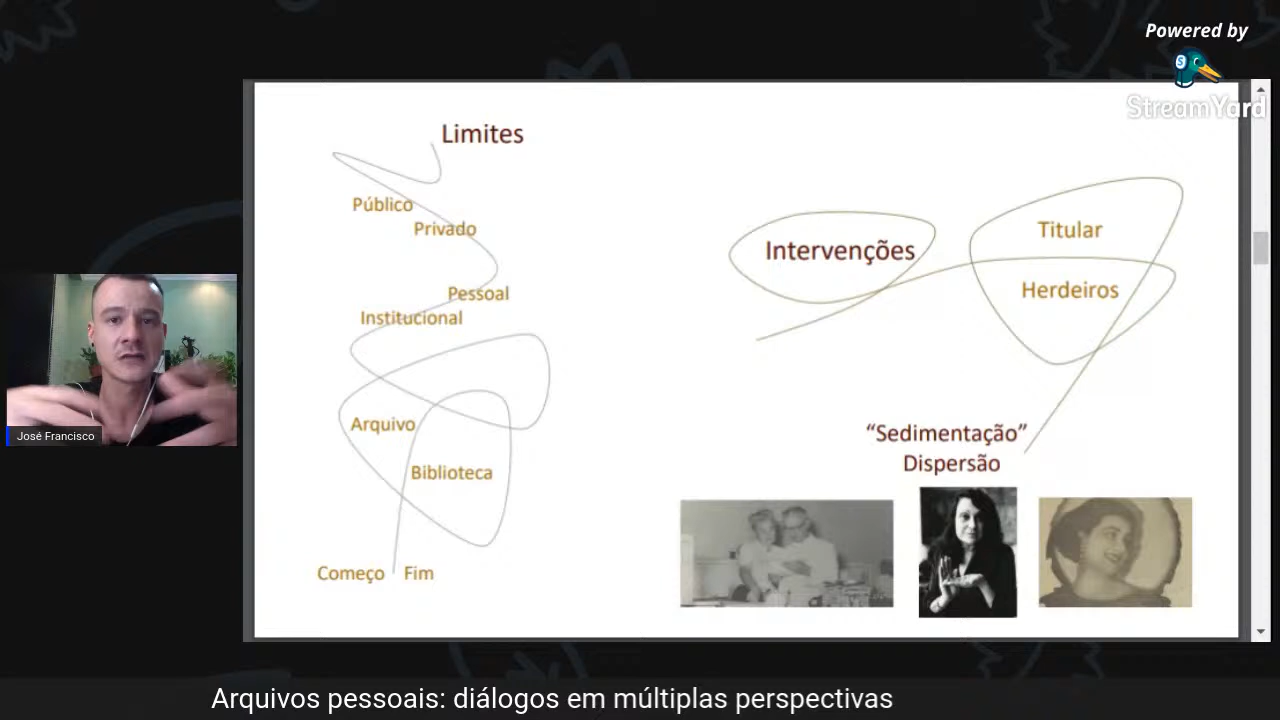 Powered by
StreamYard
Limites
Público
Privado
Pessoal
Institucional
Arquivo
Biblioteca
Começo Fim
Intervenções
Titular
Herdeiros
“Sedimentação”
Dispersão
José Francisco
Arquivos pessoais: diálogos em múltiplas perspectivas